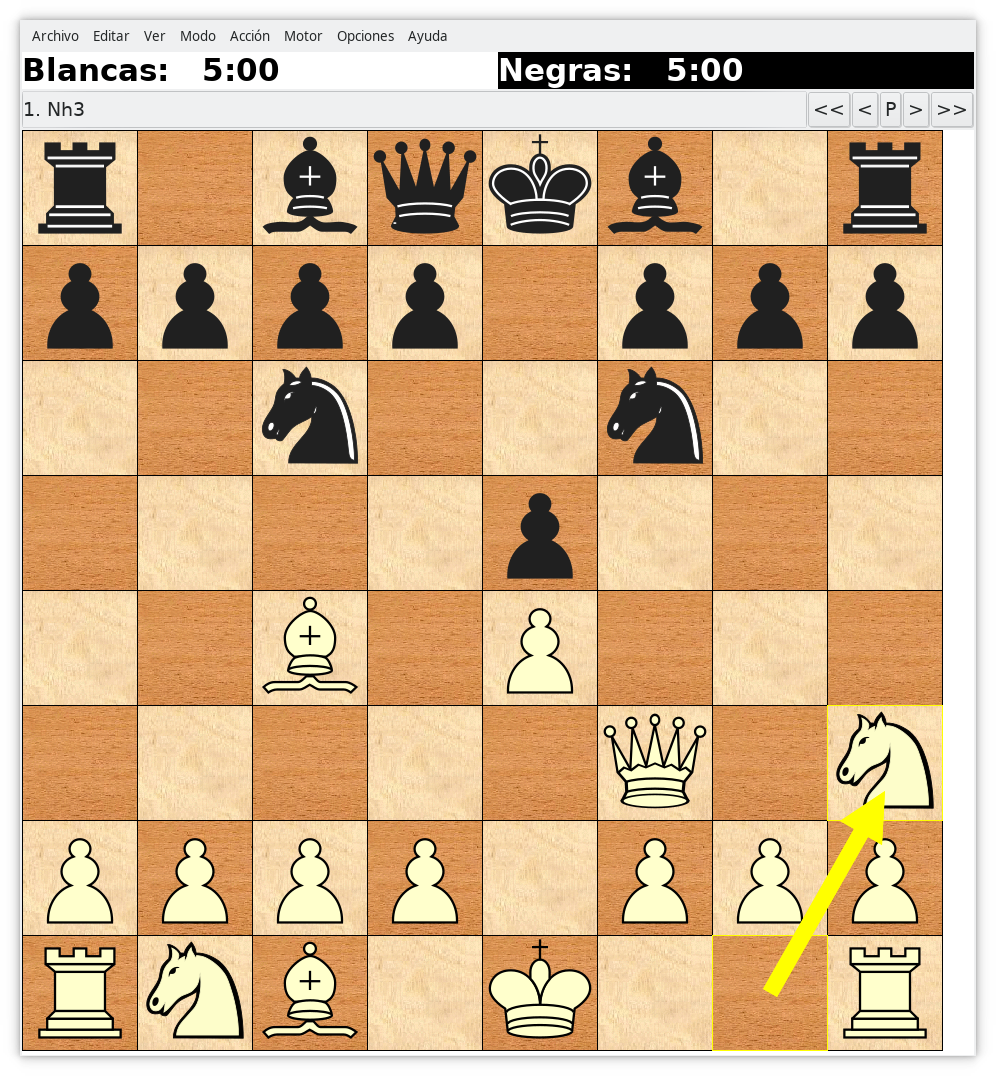 Archivo Editar Ver Modo Acción Motor Opciones Ayuda
Blancas: 5:00 Negras: 5:00
1. Nh3 << < P > >>